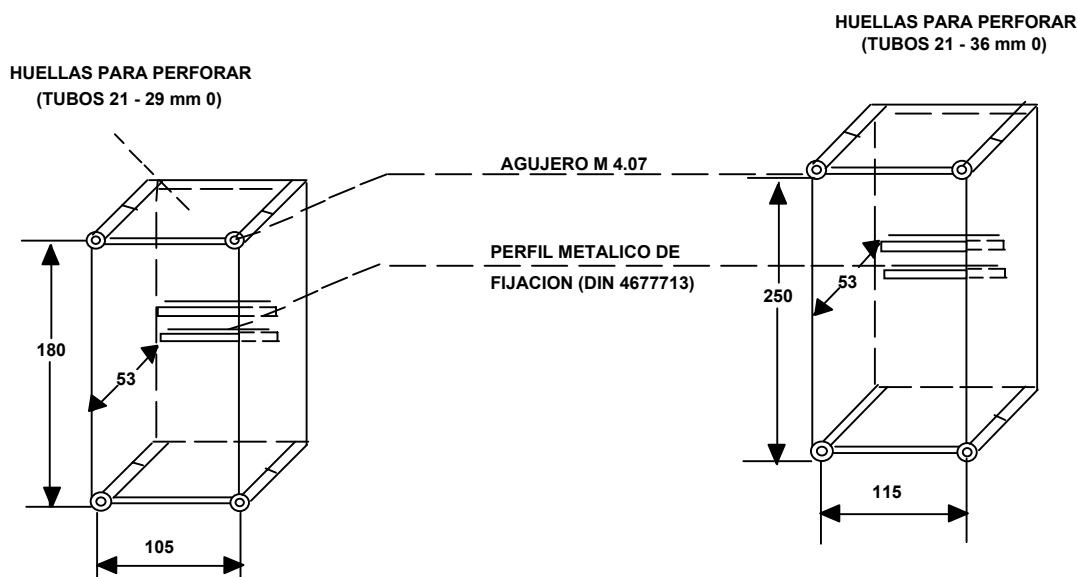 HUELLAS PARA PERFORAR
(TUBOS 21 - 36 mm 0)
HUELLAS PARA PERFORAR
(TUBOS 21 - 29 mm 0)
AGUJERO M 4.07
PERFIL METALICO DE
FIJACION (DIN 4677713)
180
53
105
250
53
115